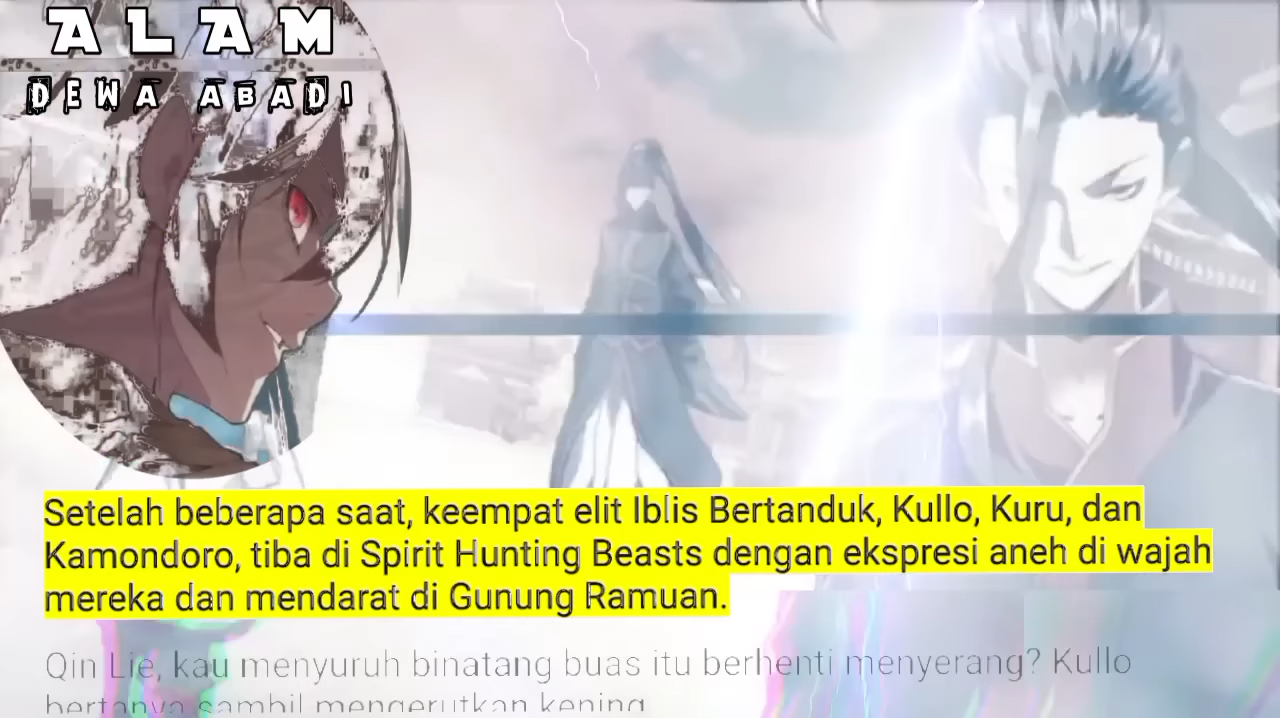 ALAM
DEWA ABADI
Setelah beberapa saat, keempat elit Iblis Bertanduk, Kullo, Kuru, dan
Kamondoro, tiba di Spirit Hunting Beasts dengan ekspresi aneh di wajah
mereka dan mendarat di Gunung Ramuan.
Qin Lie, kau menyuruh binatang buas itu berhenti menyerang? Kullo
bertanya sambil mengerutkan kening